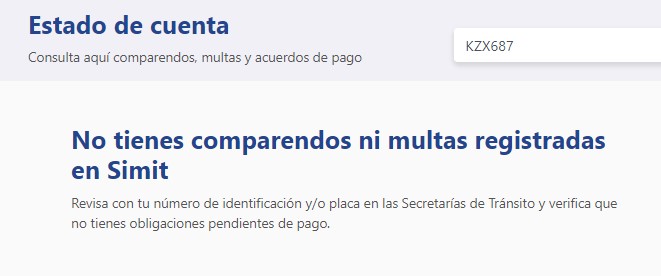 Estado de cuenta
Consulta aquí comparendos, multas y acuerdos de pago
KZX687
No tienes comparendos ni multas registradas
en Simit
Revisa con tu número de identificación y/o placa en las Secretarías de Tránsito y verifica que
no tienes obligaciones pendientes de pago.